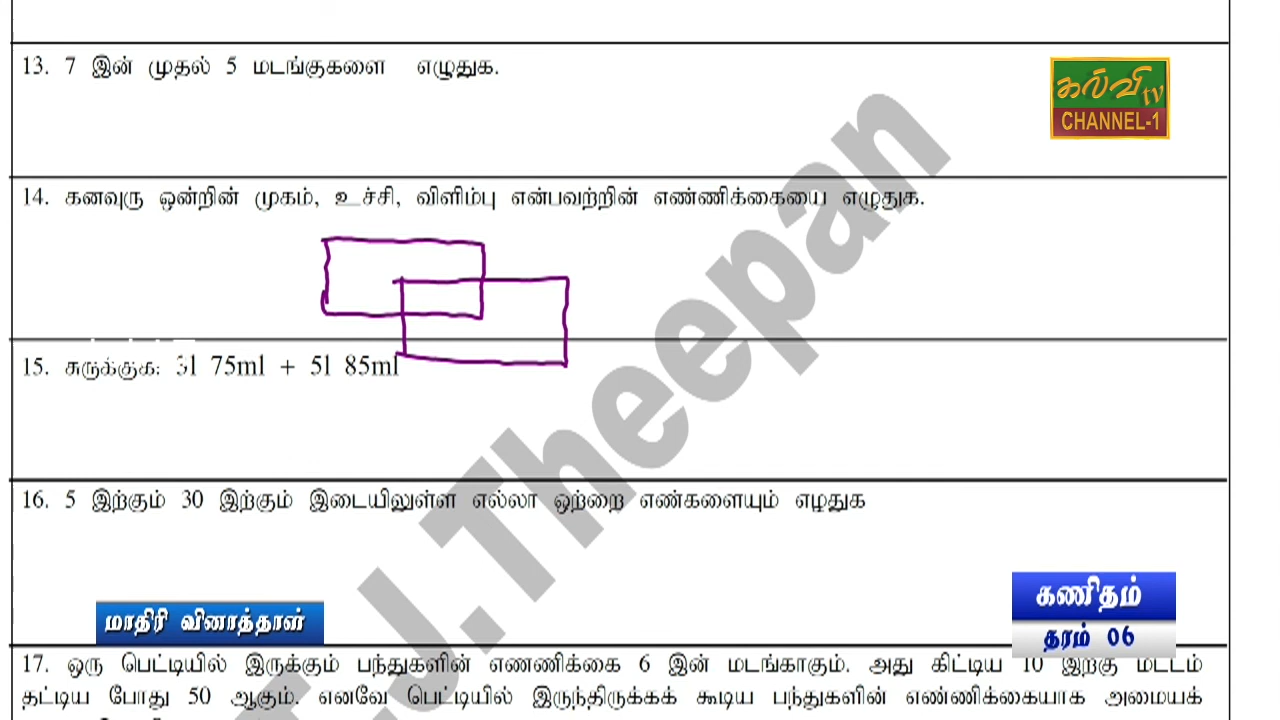 13. 7 இன் முதல் 5 மடங்குகளை எழுதுக.
கல்வி tv
CHANNEL-1
14. கனவுரு ஒன்றின் முகம், உச்சி, விளிம்பு என்பவற்றின் எண்ணிக்கையை எழுதுக.
15. சுருக்குக: 3l 75ml + 5l 85ml
16. 5 இற்கும் 30 இற்கும் இடையிலுள்ள எல்லா ஒற்றை எண்களையும் எழதுக
கணிதம்
மாதிரி வினாத்தாள்
தரம் 06
17. ஒரு பெட்டியில் இருக்கும் பந்துகளின் எணணிக்கை 6 இன் மடங்காகும். அது கிட்டிய 10 இற்கு மட்டம்
தட்டிய போது 50 ஆகும். எனவே பெட்டியில் இருந்திருக்கக் கூடிய பந்துகளின் எண்ணிக்கையாக அமையக்
T.J.Theepan